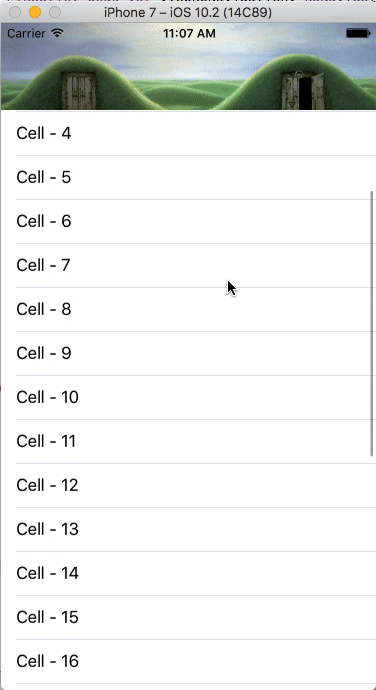 iPhone 7 – iOS 10.2 (14C89)
Carrier 11:07 AM
Cell - 4
Cell - 5
Cell - 6
Cell - 7
Cell - 8
Cell - 9
Cell - 10
Cell - 11
Cell - 12
Cell - 13
Cell - 14
Cell - 15
Cell - 16